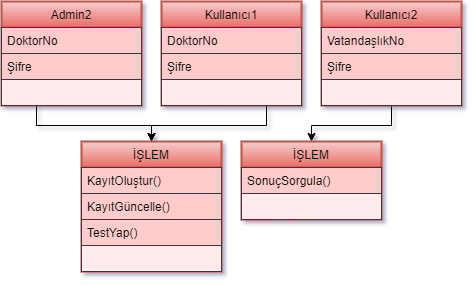 Admin2
DoktorNo
Şifre
Kullanıcı1
DoktorNo
Şifre
Kullanıcı2
VatandaşlıkNo
Şifre
İŞLEM
KayıtOluştur()
KayıtGüncelle()
TestYap()
İŞLEM
SonuçSorgula()